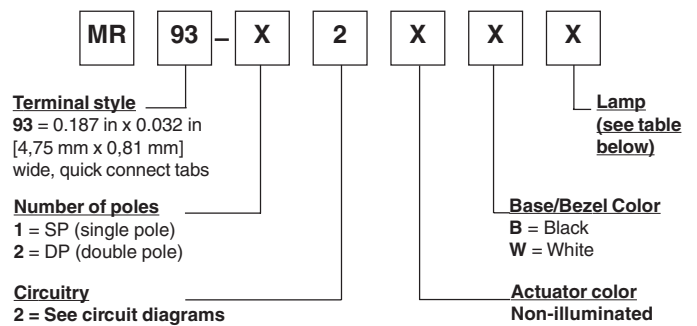 MR 93 – X 2 X X X
Terminal style
93 = 0.187 in x 0.032 in
[4,75 mm x 0,81 mm]
wide, quick connect tabs
Lamp
(see table
below)
Number of poles
1 = SP (single pole)
2 = DP (double pole)
Base/Bezel Color
B = Black
W = White
Circuitry
2 = See circuit diagrams
Actuator color
Non-illuminated